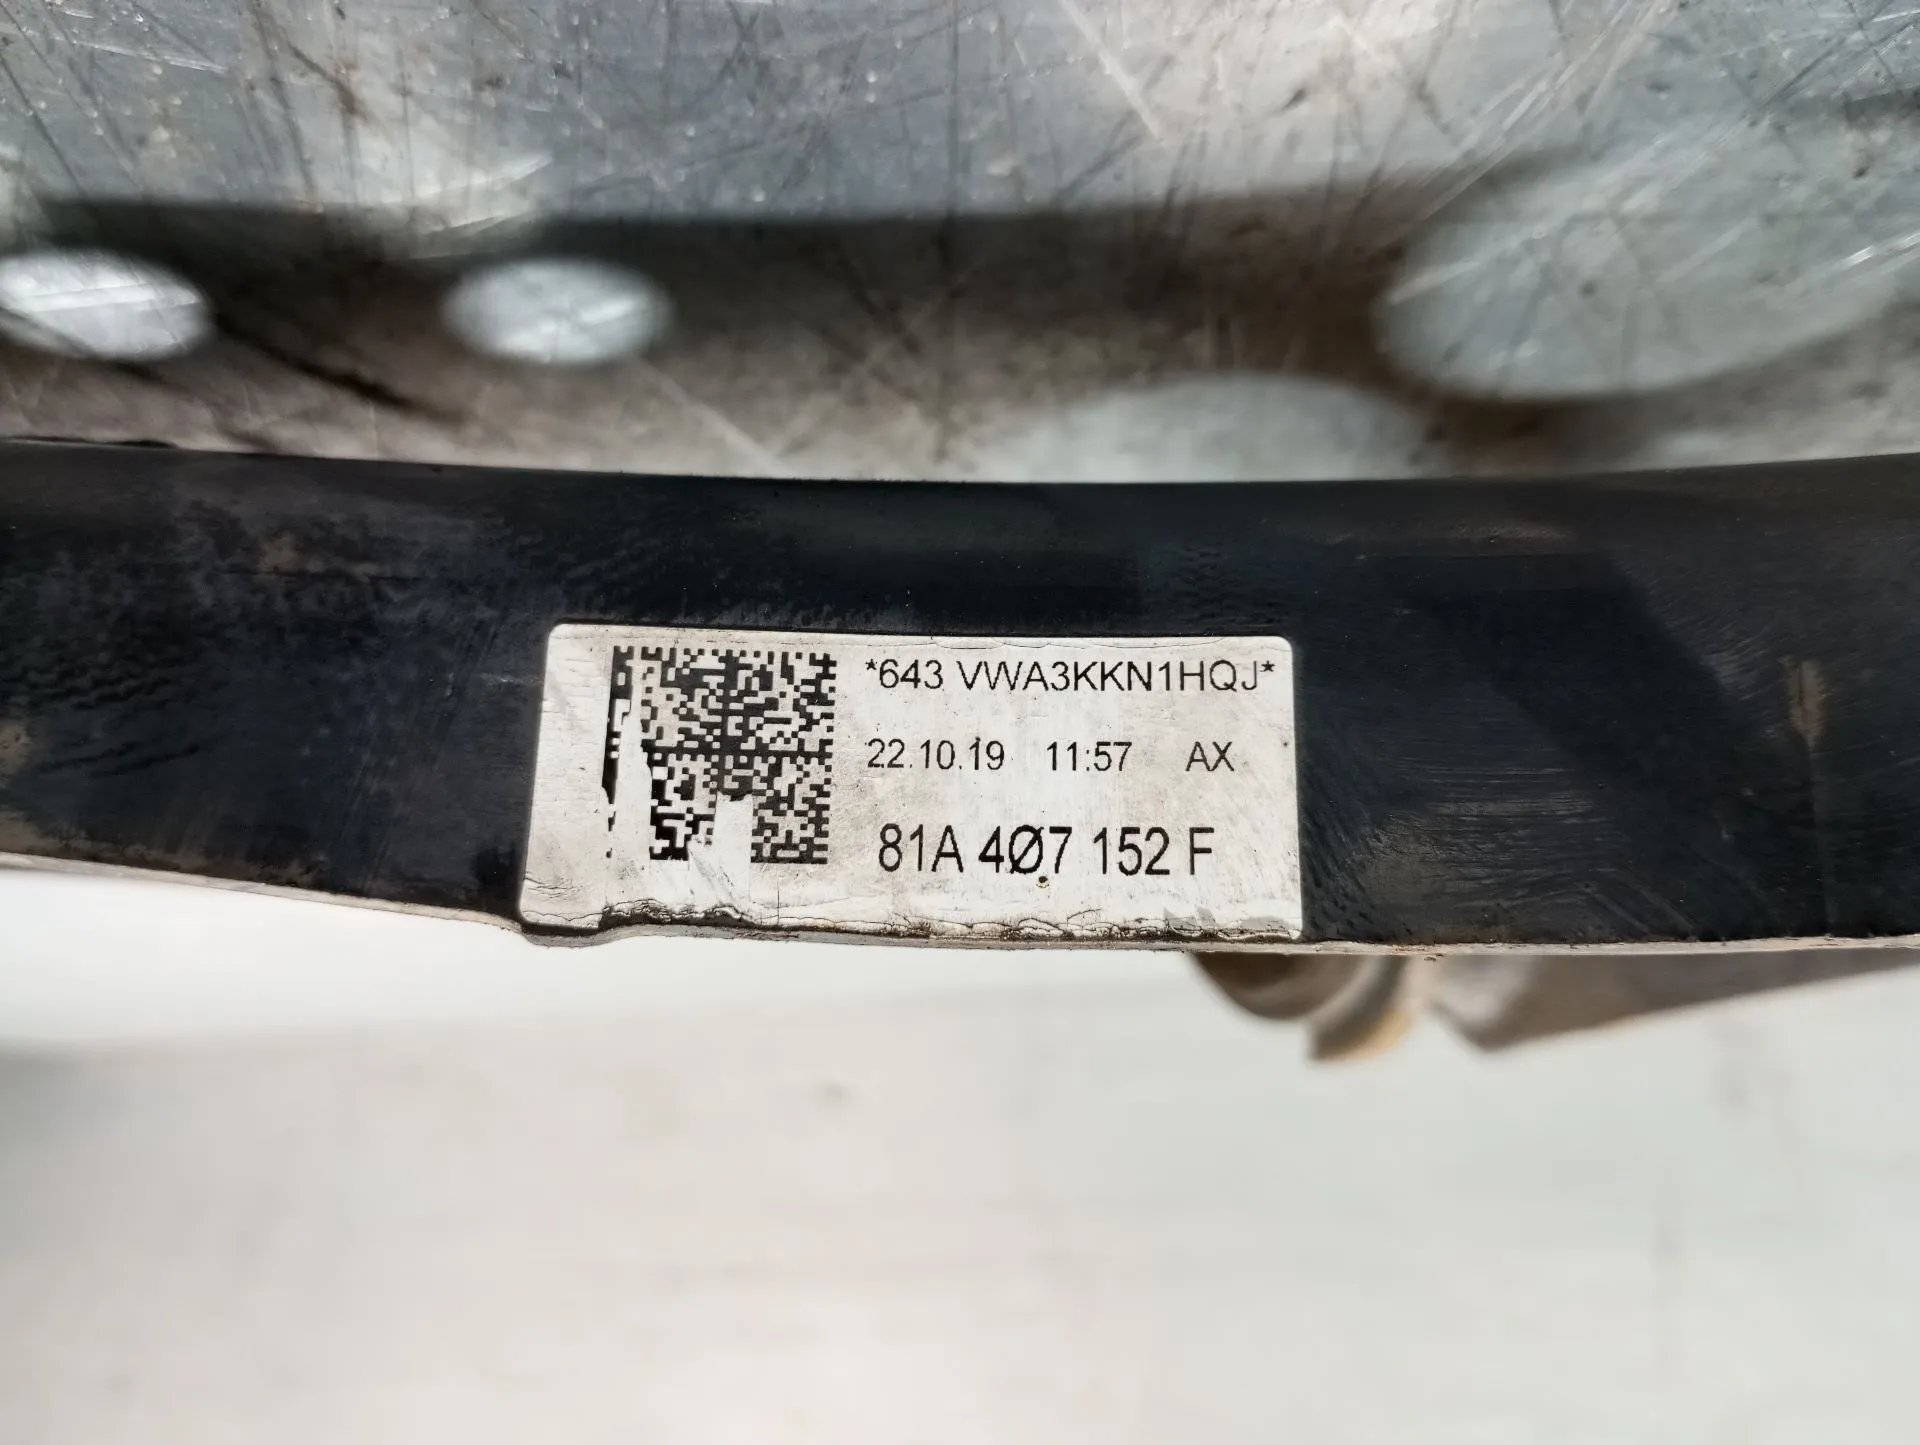 *643 VWA3KKN1HQJ*
22.10.19 11:57 AX
81A 4Ø7 152 F